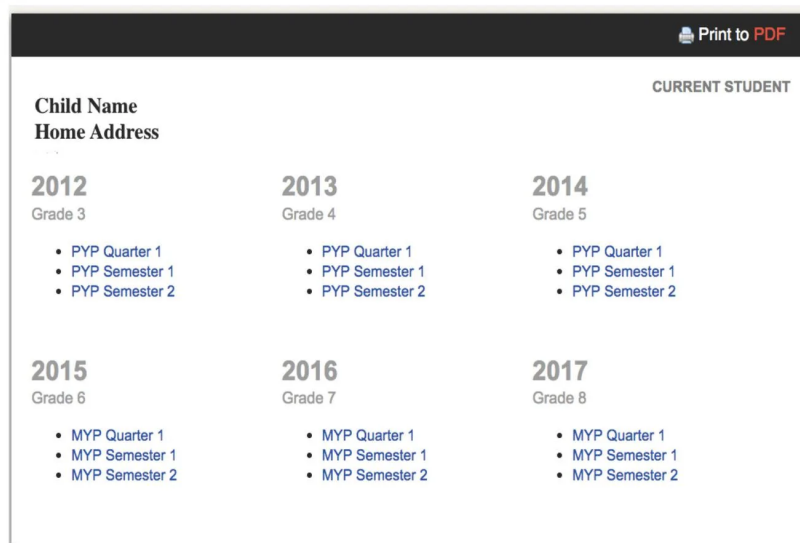 Print to PDF
CURRENT STUDENT
Child Name
Home Address
2012
Grade 3
• PYP Quarter 1
• PYP Semester 1
• PYP Semester 2
2013
Grade 4
• PYP Quarter 1
• PYP Semester 1
• PYP Semester 2
2014
Grade 5
• PYP Quarter 1
• PYP Semester 1
• PYP Semester 2
2015
Grade 6
• MYP Quarter 1
• MYP Semester 1
• MYP Semester 2
2016
Grade 7
• MYP Quarter 1
• MYP Semester 1
• MYP Semester 2
2017
Grade 8
• MYP Quarter 1
• MYP Semester 1
• MYP Semester 2